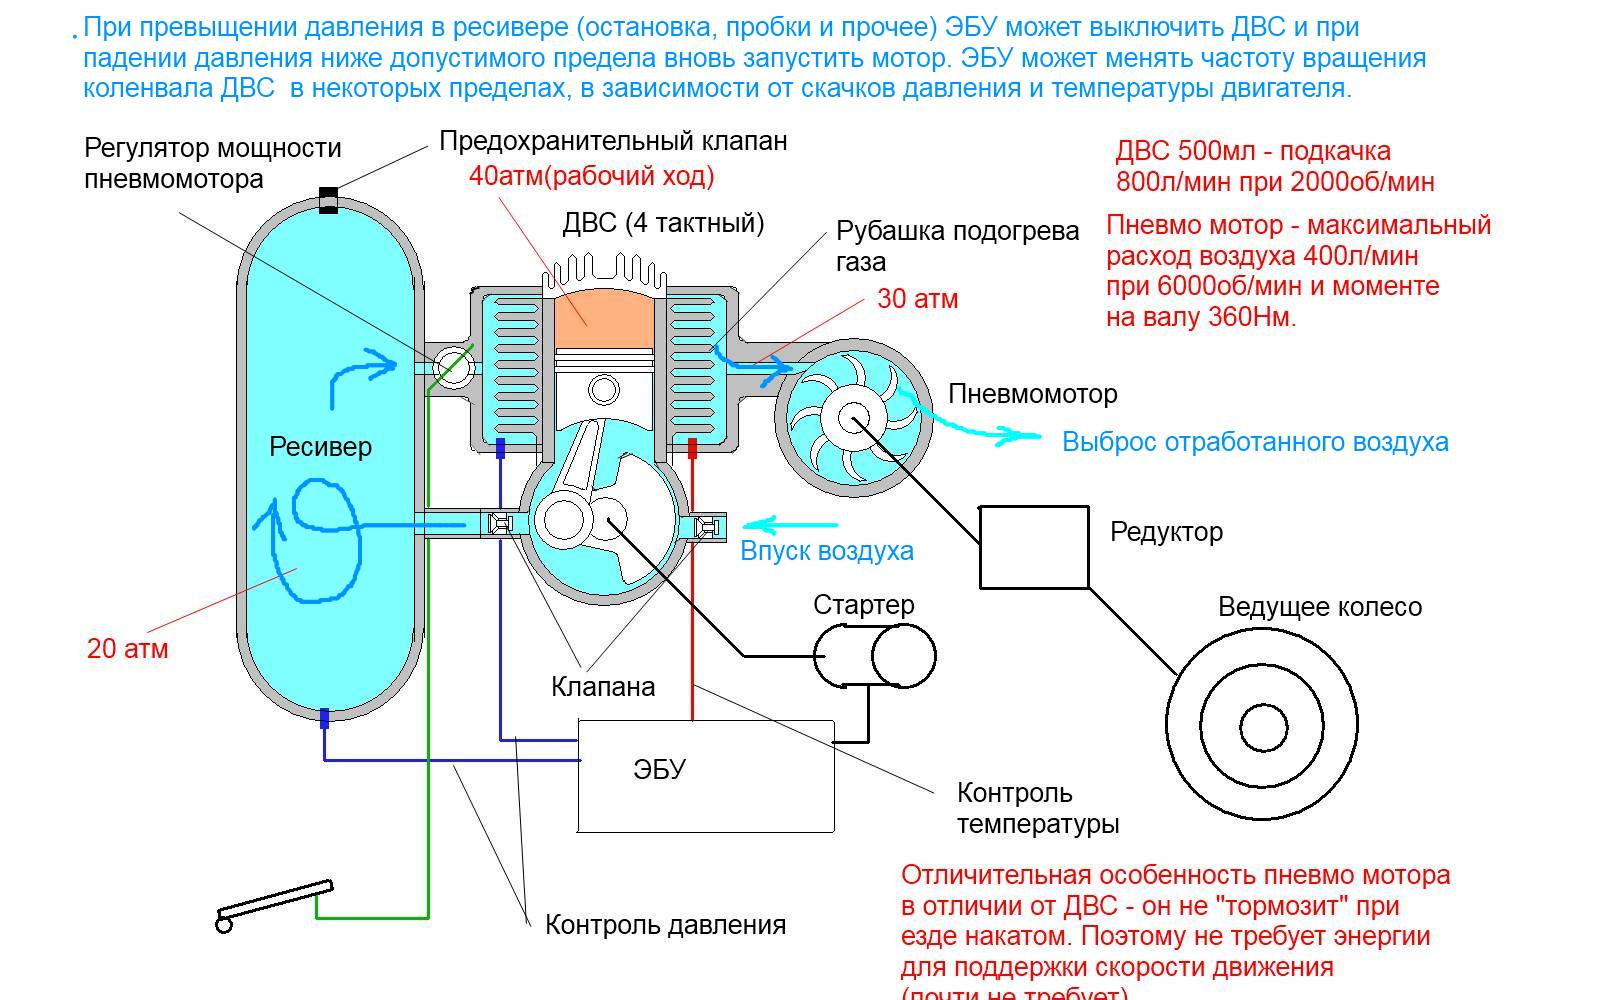 При превыщении давления в ресивере (остановка, пробки и прочее) ЭБУ может выключить ДВС и при
падении давления ниже допустимого предела вновь запустить мотор. ЭБУ может менять частоту вращения
коленвала ДВС в некоторых пределах, в зависимости от скачков давления и температуры двигателя.
Регулятор мощности
пневмомотора
Предохранительный клапан
40атм(рабочий ход)
ДВС (4 тактный)
Рубашка подогрева
газа
30 атм
ДВС 500мл - подкачка
800л/мин при 2000об/мин
Пневмо мотор - максимальный
расход воздуха 400л/мин
при 6000об/мин и моменте
на валу 360Нм.
Пневмомотор
Выброс отработанного воздуха
Ресивер
Редуктор
Впуск воздуха
Стартер
Ведущее колесо
20 атм
Клапана
ЭБУ
Контроль
температуры
Контроль давления
Отличительная особенность пневмо мотора
в отличии от ДВС - он не "тормозит" при
езде накатом. Поэтому не требует энергии
для поддержки скорости движения
(почти не требует)